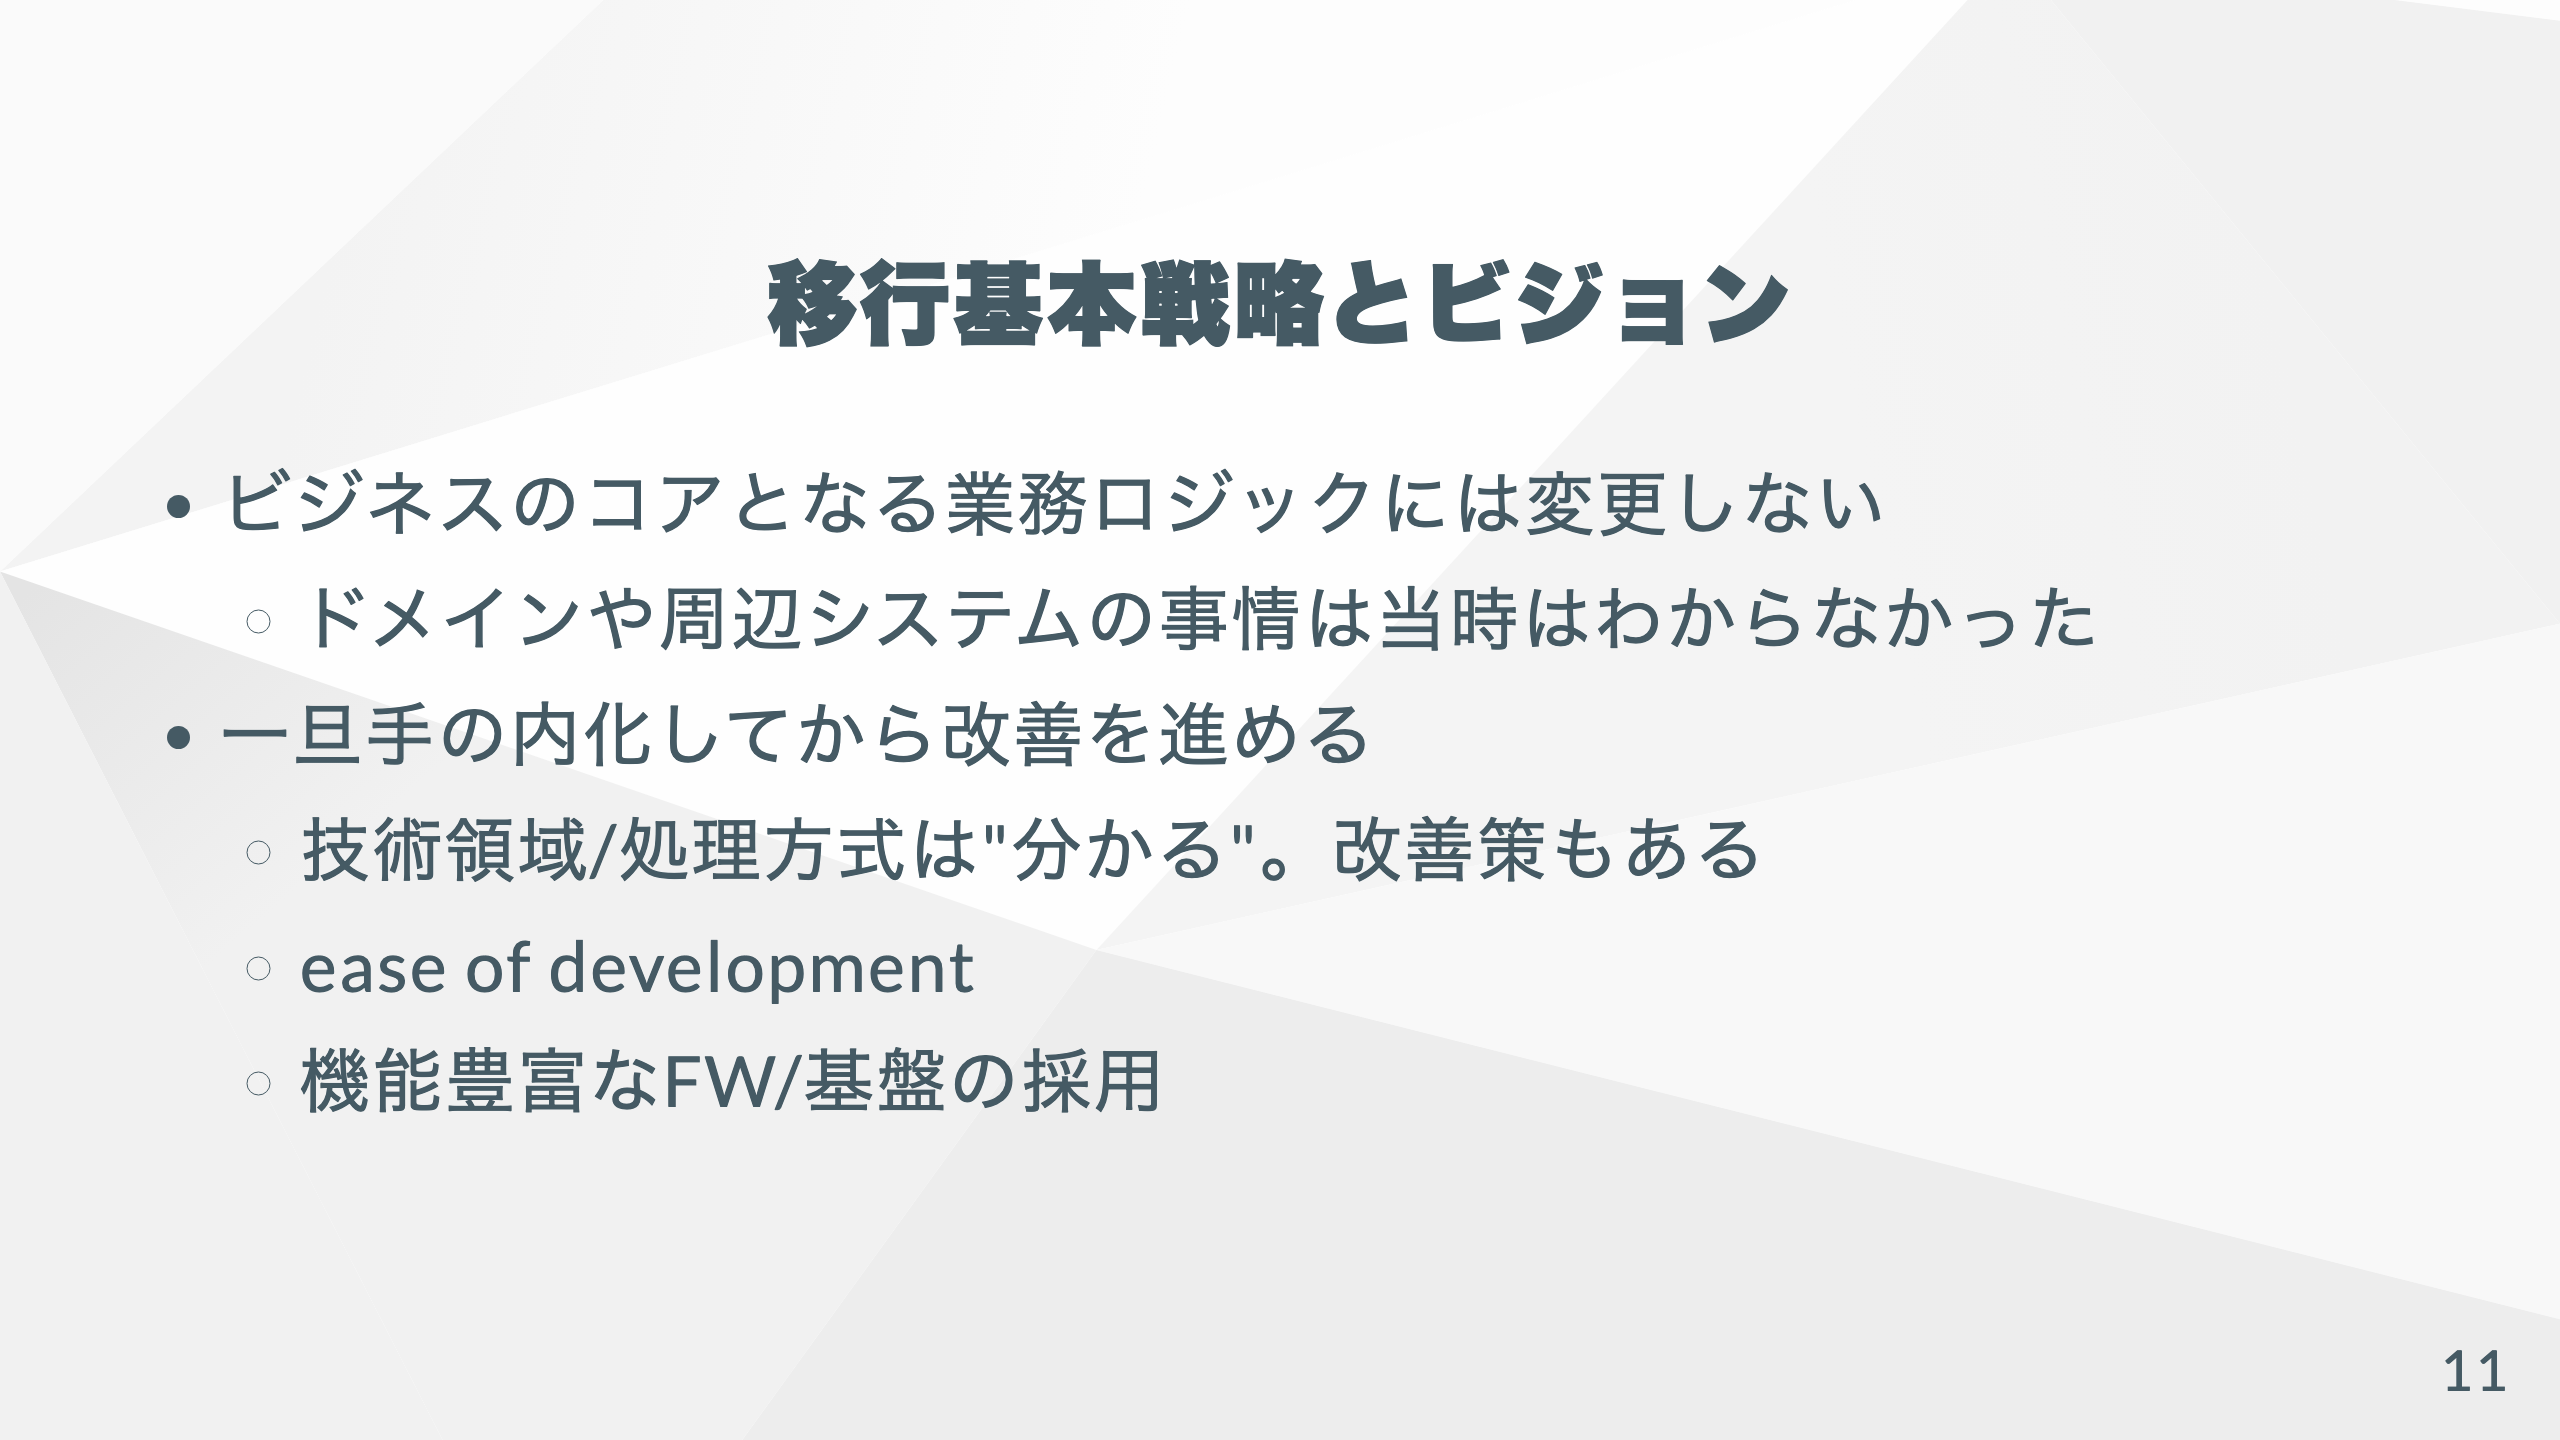 移行基本戦略とビジョン
• ビジネスのコアとなる業務ロジックには変更しない
○ ドメインや周辺システムの事情は当時はわからなかった
• 一旦手の内化してから改善を進める
○ 技術領域/処理方式は"分かる"。改善策もある
○ ease of development
○ 機能豊富なFW/基盤の採用
11